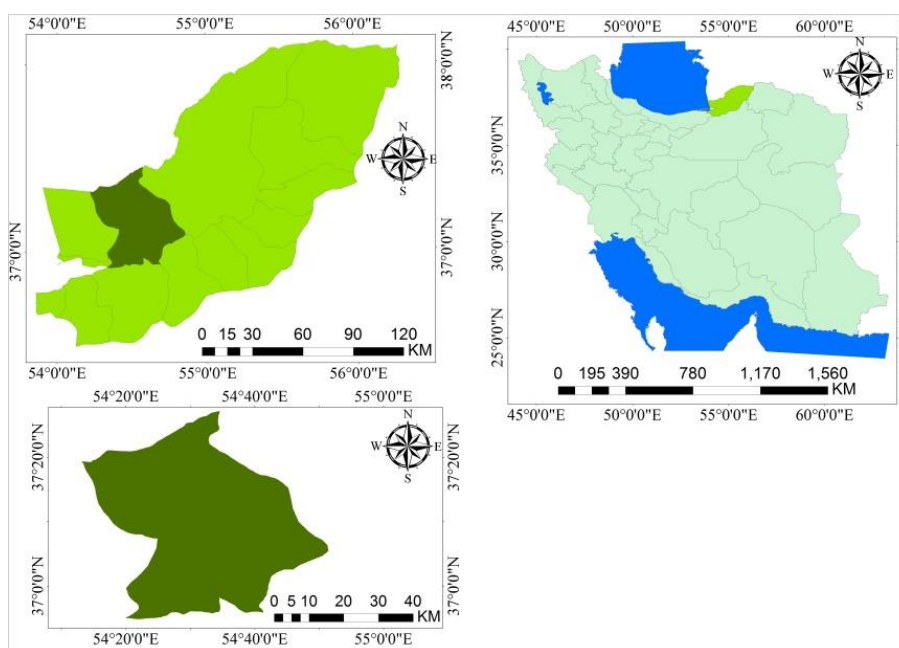 54°0'0"E 55°0'0"E 56°0'0"E
38°0'0"N
37°0'0"N
37°0'0"N
N
W E
S
0 15 30 60 90 120
KM
54°0'0"E 55°0'0"E 56°0'0"E
45°0'0"E 50°0'0"E 55°0'0"E 60°0'0"E
35°0'0"N
30°0'0"N
25°0'0"N
N
W E
S
0 195 390 780 1,170 1,560
KM
45°0'0"E 50°0'0"E 55°0'0"E 60°0'0"E
54°20'0"E 54°40'0"E 55°0'0"E
37°20'0"N
37°0'0"N
37°20'0"N
37°0'0"N
N
W E
S
0 5 10 20 30 40
KM
54°20'0"E 54°40'0"E 55°0'0"E